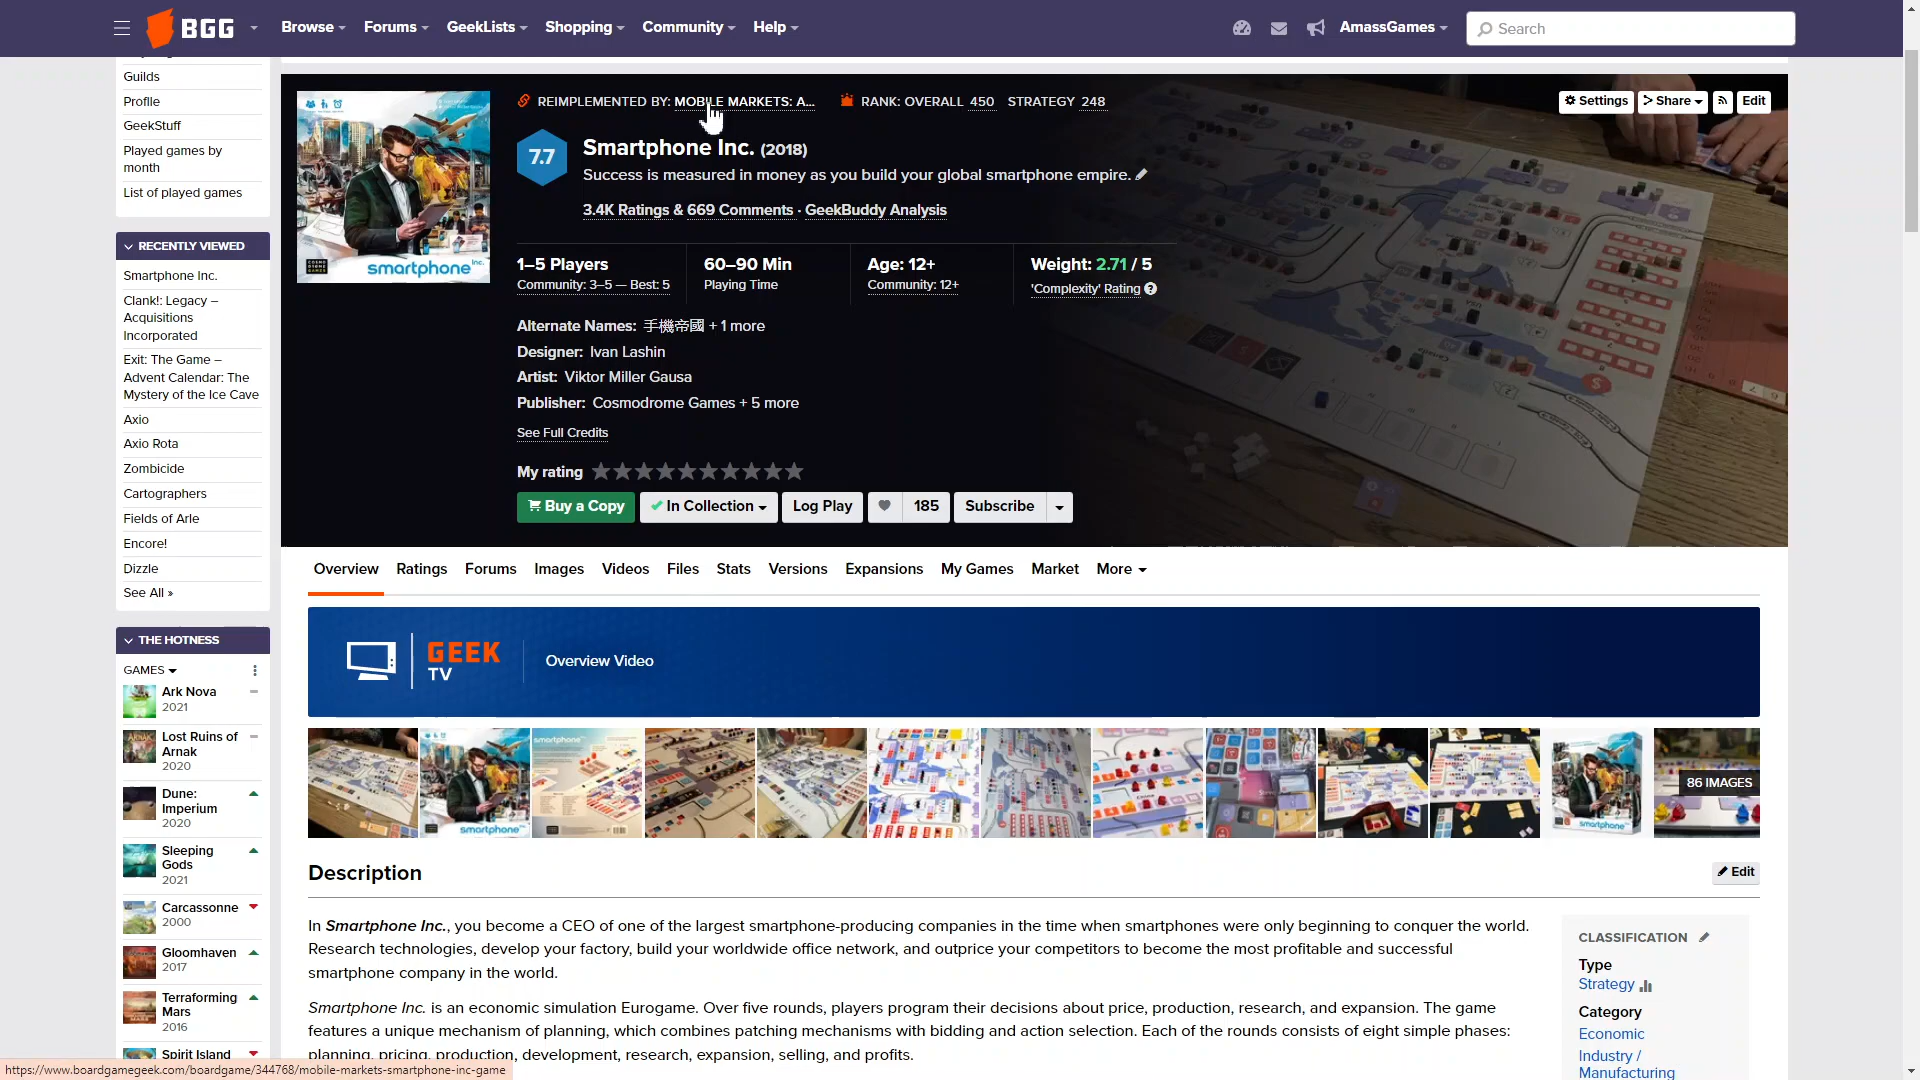 BGG
Browse
Forums
GeekLists
Shopping
Community
Help
AmassGames
Search
Guilds
Profile
GeekStuff
Played games by
month
List of played games
RECENTLY VIEWED
Smartphone Inc.
Clank!: Legacy –
Acquisitions
Incorporated
Exit: The Game –
Advent Calendar: The
Mystery of the Ice Cave
Axio
Axio Rota
Zombicide
Cartographers
Fields of Arle
Encore!
Dizzle
See All »
THE HOTNESS
GAMES
Ark Nova
2021
Lost Ruins of
Arnak
2020
Dune:
Imperium
2020
Sleeping
Gods
2021
Carcassonne
2000
Gloomhaven
2017
Terraforming
Mars
2016
Spirit Island
smartphone Inc.
REIMPLEMENTED BY: MOBILE MARKETS: A...
RANK: OVERALL 450 STRATEGY 248
Settings
Share
Edit
7.7
Smartphone Inc. (2018)
Success is measured in money as you build your global smartphone empire.
3.4K Ratings & 669 Comments · GeekBuddy Analysis
1–5 Players
Community: 3–5 — Best: 5
60–90 Min
Playing Time
Age: 12+
Community: 12+
Weight: 2.71 / 5
'Complexity' Rating
Alternate Names: 手機帝國 + 1 more
Designer: Ivan Lashin
Artist: Viktor Miller Gausa
Publisher: Cosmodrome Games + 5 more
See Full Credits
My rating
Buy a Copy
In Collection
Log Play
185
Subscribe
Overview
Ratings
Forums
Images
Videos
Files
Stats
Versions
Expansions
My Games
Market
More
GEEK
TV
Overview Video
smartphone
smartphone
smartphone
86 IMAGES
Description
Edit
In Smartphone Inc., you become a CEO of one of the largest smartphone-producing companies in the time when smartphones were only beginning to conquer the world.
Research technologies, develop your factory, build your worldwide office network, and outprice your competitors to become the most profitable and successful
smartphone company in the world.
Smartphone Inc. is an economic simulation Eurogame. Over five rounds, players program their decisions about price, production, research, and expansion. The game
features a unique mechanism of planning, which combines patching mechanisms with bidding and action selection. Each of the rounds consists of eight simple phases:
planning, pricing, production, development, research, expansion, selling, and profits.
CLASSIFICATION
Type
Strategy
Category
Economic
Industry /
Manufacturing
https://www.boardgamegeek.com/boardgame/344768/mobile-markets-smartphone-inc-game